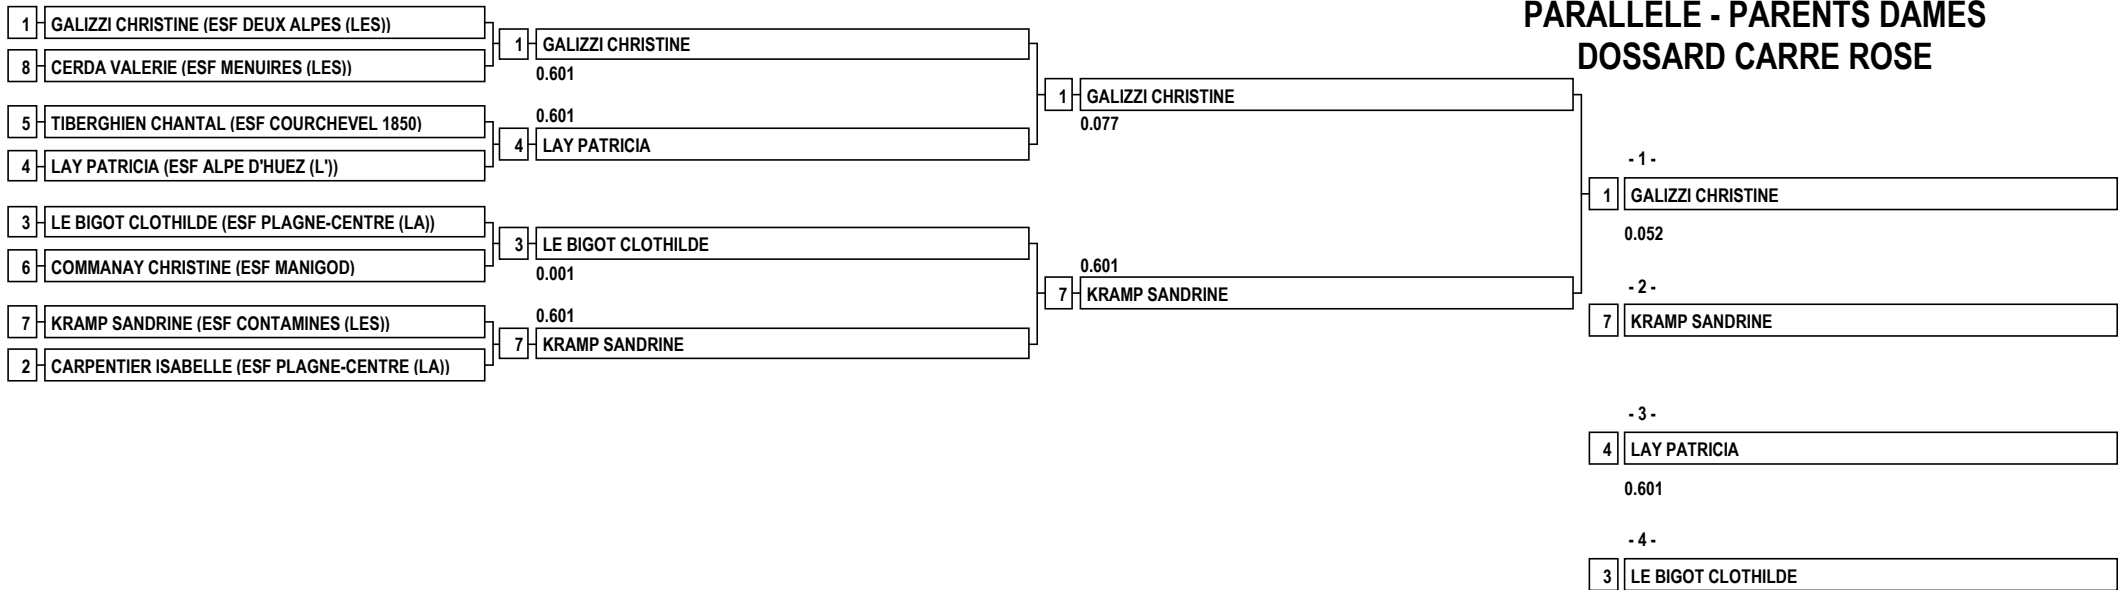 PARALLELE - PARENTS DAMES
DOSSARD CARRE ROSE
1 GALIZZI CHRISTINE (ESF DEUX ALPES (LES))
8 CERDA VALERIE (ESF MENUIRES (LES))
5 TIBERGHIEN CHANTAL (ESF COURCHEVEL 1850)
4 LAY PATRICIA (ESF ALPE D'HUEZ (L'))
3 LE BIGOT CLOTHILDE (ESF PLAGNE-CENTRE (LA))
6 COMMANAY CHRISTINE (ESF MANIGOD)
7 KRAMP SANDRINE (ESF CONTAMINES (LES))
2 CARPENTIER ISABELLE (ESF PLAGNE-CENTRE (LA))
1 GALIZZI CHRISTINE
0.601
0.601
4 LAY PATRICIA
3 LE BIGOT CLOTHILDE
0.001
0.601
7 KRAMP SANDRINE
1 GALIZZI CHRISTINE
0.077
0.601
7 KRAMP SANDRINE
- 1 -
1 GALIZZI CHRISTINE
0.052
- 2 -
7 KRAMP SANDRINE
- 3 -
4 LAY PATRICIA
0.601
- 4 -
3 LE BIGOT CLOTHILDE